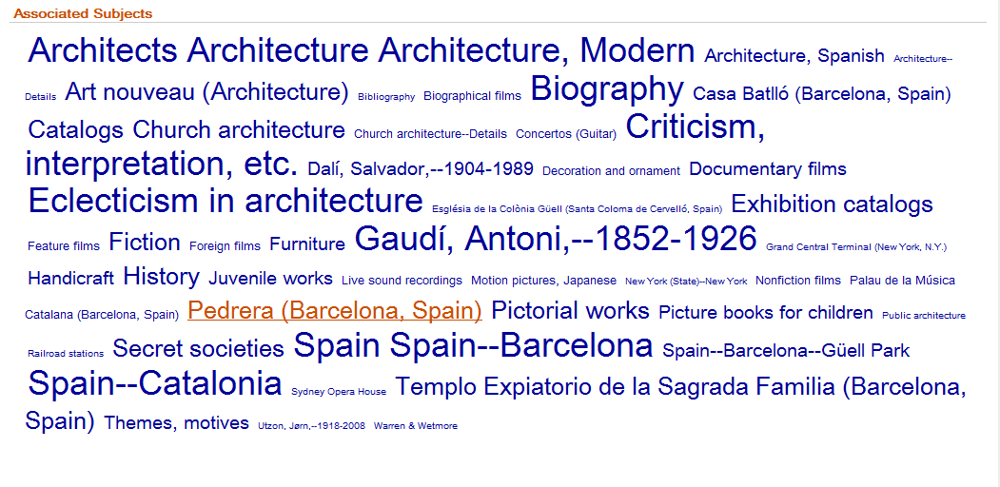 Associated Subjects
Architects Architecture Architecture, Modern Architecture, Spanish Architecture--
Details Art nouveau (Architecture) Bibliography Biographical films Biography Casa Batlló (Barcelona, Spain)
Catalogs Church architecture Church architecture--Details Concertos (Guitar) Criticism,
interpretation, etc. Dalí, Salvador,--1904-1989 Decoration and ornament Documentary films
Eclecticism in architecture Església de la Colònia Güell (Santa Coloma de Cervelló, Spain) Exhibition catalogs
Feature films Fiction Foreign films Furniture Gaudí, Antoni,--1852-1926 Grand Central Terminal (New York, N.Y.)
Handicraft History Juvenile works Live sound recordings Motion pictures, Japanese New York (State)--New York Nonfiction films Palau de la Música
Catalana (Barcelona, Spain) Pedrera (Barcelona, Spain) Pictorial works Picture books for children Public architecture
Railroad stations Secret societies Spain Spain--Barcelona Spain--Barcelona--Güell Park
Spain--Catalonia Sydney Opera House Templo Expiatorio de la Sagrada Familia (Barcelona,
Spain) Themes, motives Utzon, Jørn,--1918-2008 Warren & Wetmore